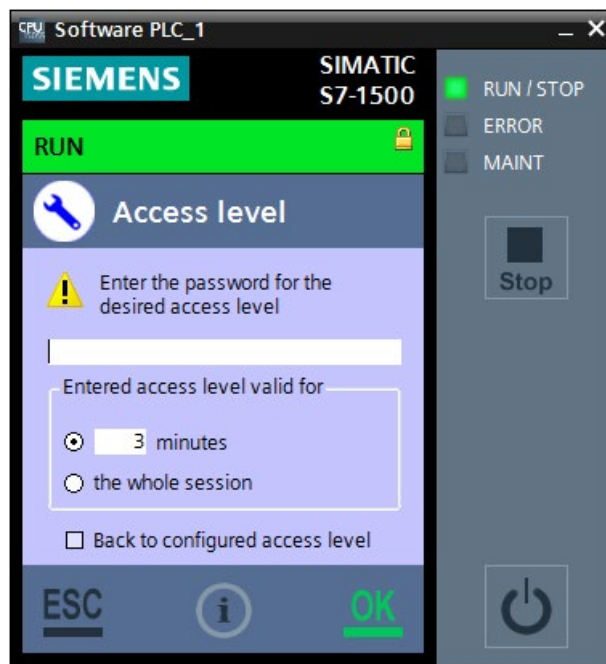 CPU
Software PLC_1
SIEMENS
SIMATIC
S7-1500
RUN / STOP
ERROR
MAINT
RUN
Access level
Enter the password for the
desired access level
Entered access level valid for
3 minutes
the whole session
Back to configured access level
Stop
ESC
i
OK